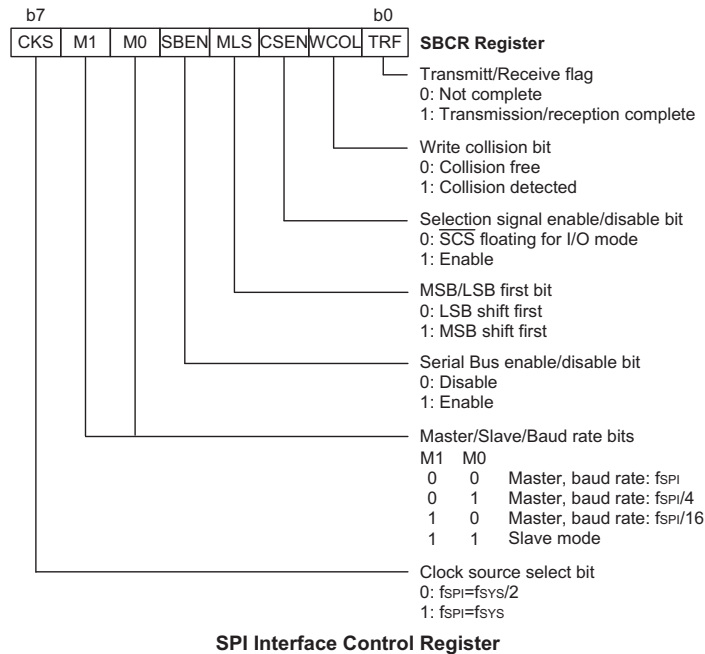 b7 b0
CKS M1 M0 SBEN MLS CSEN WCOL TRF SBCR Register
Transmitt/Receive flag
0: Not complete
1: Transmission/reception complete
Write collision bit
0: Collision free
1: Collision detected
Selection signal enable/disable bit
0: SCS floating for I/O mode
1: Enable
MSB/LSB first bit
0: LSB shift first
1: MSB shift first
Serial Bus enable/disable bit
0: Disable
1: Enable
Master/Slave/Baud rate bits
M1 M0
0 0 Master, baud rate: fSPI
0 1 Master, baud rate: fSPI/4
1 0 Master, baud rate: fSPI/16
1 1 Slave mode
Clock source select bit
0: fSPI=fSYS/2
1: fSPI=fSYS
SPI Interface Control Register